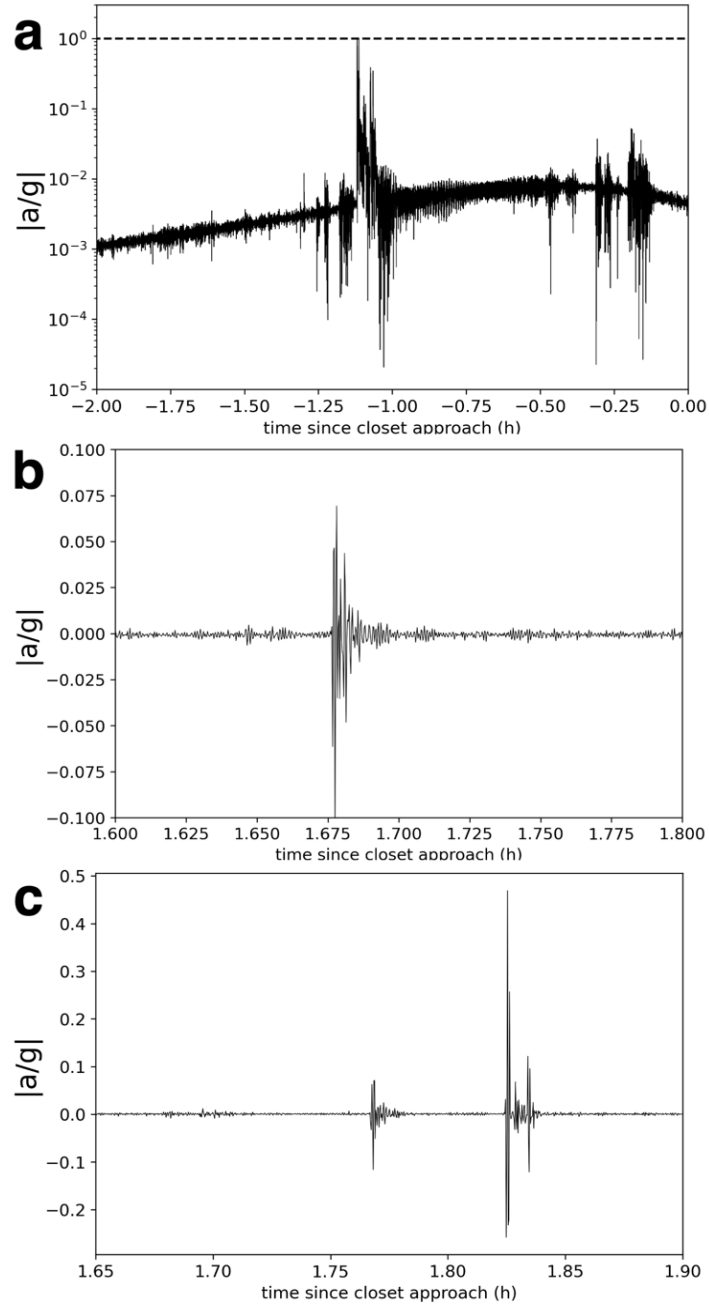 a
10⁰
10⁻¹
10⁻²
10⁻³
10⁻⁴
10⁻⁵
|a/g|
−2.00 −1.75 −1.50 −1.25 −1.00 −0.75 −0.50 −0.25 0.00
time since closet approach (h)
b
0.100
0.075
0.050
0.025
0.000
−0.025
−0.050
−0.075
−0.100
|a/g|
1.600 1.625 1.650 1.675 1.700 1.725 1.750 1.775 1.800
time since closet approach (h)
c
0.5
0.4
0.3
0.2
0.1
0.0
−0.1
−0.2
|a/g|
1.65 1.70 1.75 1.80 1.85 1.90
time since closet approach (h)